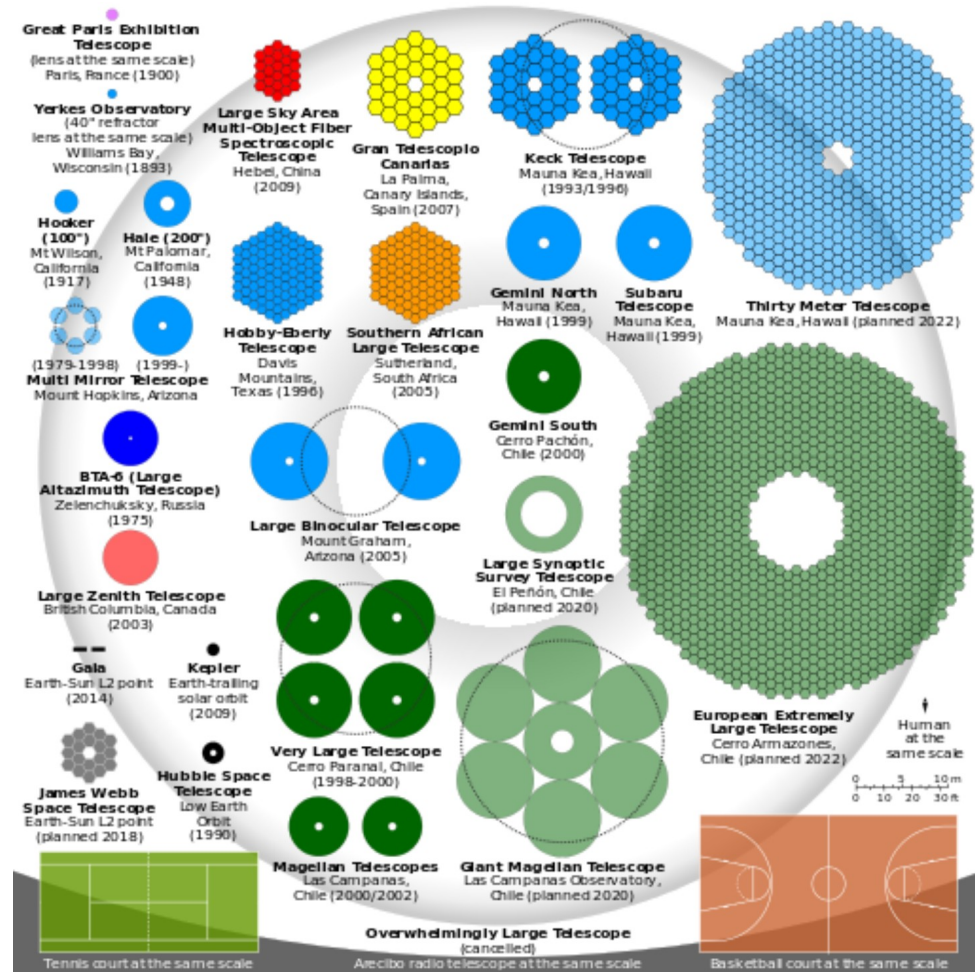 Great Paris Exhibition
Telescope
(lens at the same scale)
Paris, France (1900)
Yerkes Observatory
(40" refractor
lens at the same scale)
Williams Bay,
Wisconsin (1893)
Hooker
(100")
Mt Wilson,
California
(1917)
Hale (200")
Mt Palomar,
California
(1948)
(1979-1998) (1999-)
Multi Mirror Telescope
Mount Hopkins, Arizona
BTA-6 (Large
Altazimuth Telescope)
Zelenchuksky, Russia
(1975)
Large Zenith Telescope
British Columbia, Canada
(2003)
Gaia
Earth-Sun L2 point
(2014)
Kepler
Earth-trailing
solar orbit
(2009)
James Webb
Space Telescope
Earth-Sun L2 point
(planned 2018)
Hubble Space
Telescope
Low Earth
Orbit
(1990)
Large Sky Area
Multi-Object Fiber
Spectroscopic
Telescope
Hebei, China
(2009)
Gran Telescopio
Canarias
La Palma,
Canary Islands,
Spain (2007)
Keck Telescope
Mauna Kea, Hawaii
(1993/1996)
Hobby-Eberly
Telescope
Davis
Mountains,
Texas (1996)
Southern African
Large Telescope
Sutherland,
South Africa
(2005)
Gemini North
Mauna Kea,
Hawaii (1999)
Subaru
Telescope
Mauna Kea,
Hawaii (1999)
Thirty Meter Telescope
Mauna Kea, Hawaii (planned 2022)
Gemini South
Cerro Pachón,
Chile (2000)
Large Binocular Telescope
Mount Graham,
Arizona (2005)
Large Synoptic
Survey Telescope
El Peñón, Chile
(planned 2020)
Very Large Telescope
Cerro Paranal, Chile
(1998-2000)
Magellan Telescopes
Las Campanas,
Chile (2000/2002)
Giant Magellan Telescope
Las Campanas Observatory,
Chile (planned 2020)
European Extremely
Large Telescope
Cerro Armazones,
Chile (planned 2022)
Human
at the
same scale
0 5 10 m
0 10 20 30 ft
Overwhelmingly Large Telescope
(cancelled)
Tennis court at the same scale
Arecibo radio telescope at the same scale
Basketball court at the same scale